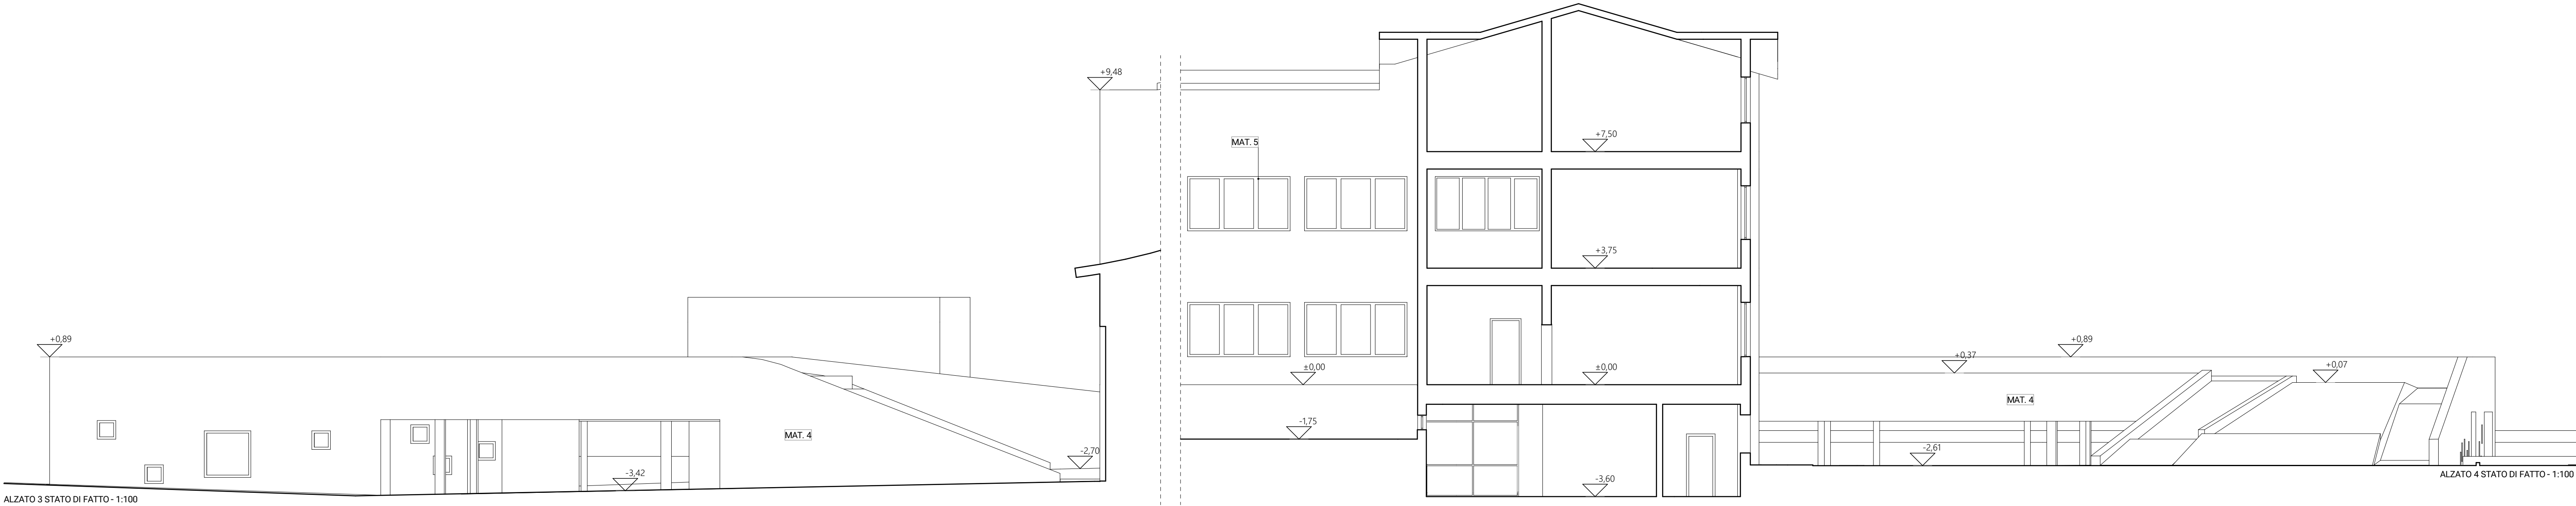 +9,48
MAT. 5
+7,50
+3,75
+0,89
+0,89
+0,37
±0,00
±0,00
+0,07
MAT. 4
-1,75
MAT. 4
-2,61
-2,70
-3,42
-3,60
ALZATO 4 STATO DI FATTO - 1:100
ALZATO 3 STATO DI FATTO - 1:100